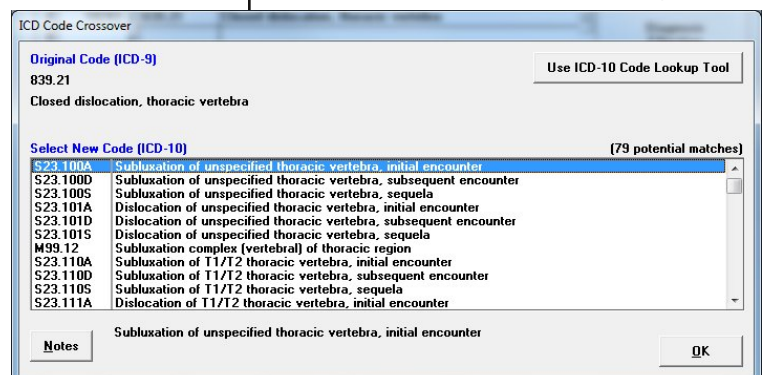 ICD Code Crossover
Original Code (ICD-9)
Use ICD-10 Code Lookup Tool
839.21
Closed dislocation, thoracic vertebra
Select New Code (ICD-10) (79 potential matches)
S23.100A Subluxation of unspecified thoracic vertebra, initial encounter
S23.100D Subluxation of unspecified thoracic vertebra, subsequent encounter
S23.100S Subluxation of unspecified thoracic vertebra, sequela
S23.101A Dislocation of unspecified thoracic vertebra, initial encounter
S23.101D Dislocation of unspecified thoracic vertebra, subsequent encounter
S23.101S Dislocation of unspecified thoracic vertebra, sequela
M99.12 Subluxation complex (vertebral) of thoracic region
S23.110A Subluxation of T1/T2 thoracic vertebra, initial encounter
S23.110D Subluxation of T1/T2 thoracic vertebra, subsequent encounter
S23.110S Subluxation of T1/T2 thoracic vertebra, sequela
S23.111A Dislocation of T1/T2 thoracic vertebra, initial encounter
Subluxation of unspecified thoracic vertebra, initial encounter
Notes
OK